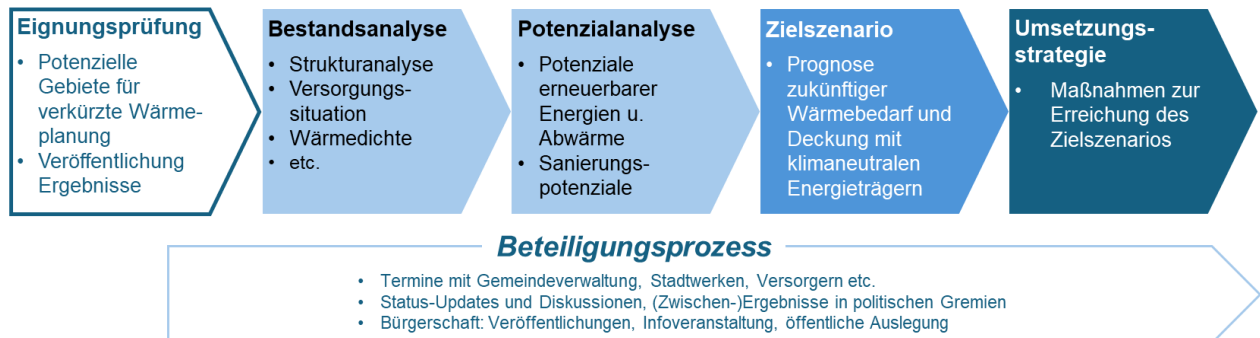 Eignungsprüfung
• Potenzielle
Gebiete für
verkürzte Wärme-
planung
• Veröffentlichung
Ergebnisse
Bestandsanalyse
• Strukturanalyse
• Versorgungs-
situation
• Wärmedichte
• etc.
Potenzialanalyse
• Potenziale
erneuerbarer
Energien u.
Abwärme
• Sanierungs-
potenziale
Zielszenario
• Prognose
zukünftiger
Wärmebedarf und
Deckung mit
klimaneutralen
Energieträgern
Umsetzungs-
strategie
• Maßnahmen zur
Erreichung des
Zielszenarios
Beteiligungsprozess
• Termine mit Gemeindeverwaltung, Stadtwerken, Versorgern etc.
• Status-Updates und Diskussionen, (Zwischen-)Ergebnisse in politischen Gremien
• Bürgerschaft: Veröffentlichungen, Infoveranstaltung, öffentliche Auslegung